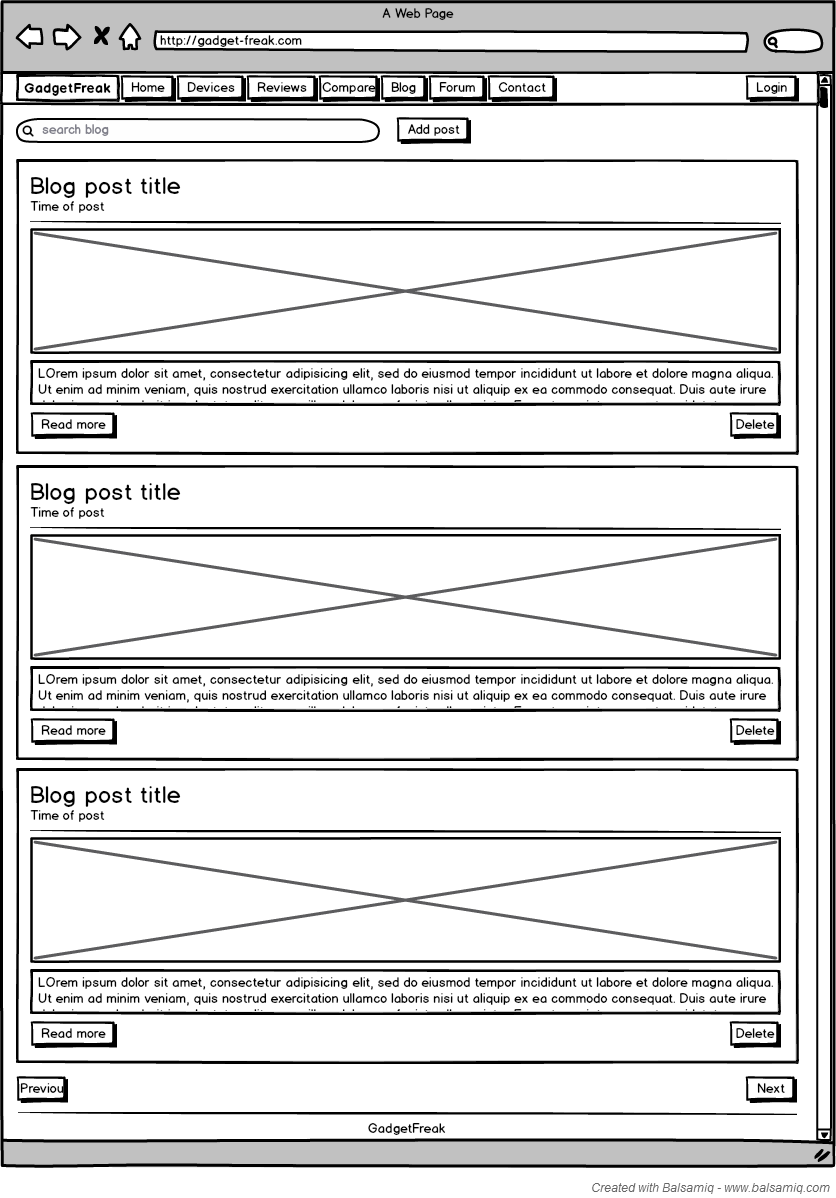 A Web Page
http://gadget-freak.com
GadgetFreak Home Devices Reviews Compare Blog Forum Contact Login
search blog Add post
Blog post title
Time of post
LOrem ipsum dolor sit amet, consectetur adipisicing elit, sed do eiusmod tempor incididunt ut labore et dolore magna aliqua.
Ut enim ad minim veniam, quis nostrud exercitation ullamco laboris nisi ut aliquip ex ea commodo consequat. Duis aute irure
Read more Delete
Blog post title
Time of post
LOrem ipsum dolor sit amet, consectetur adipisicing elit, sed do eiusmod tempor incididunt ut labore et dolore magna aliqua.
Ut enim ad minim veniam, quis nostrud exercitation ullamco laboris nisi ut aliquip ex ea commodo consequat. Duis aute irure
Read more Delete
Blog post title
Time of post
LOrem ipsum dolor sit amet, consectetur adipisicing elit, sed do eiusmod tempor incididunt ut labore et dolore magna aliqua.
Ut enim ad minim veniam, quis nostrud exercitation ullamco laboris nisi ut aliquip ex ea commodo consequat. Duis aute irure
Read more Delete
Previou Next
GadgetFreak
Created with Balsamiq - www.balsamiq.com